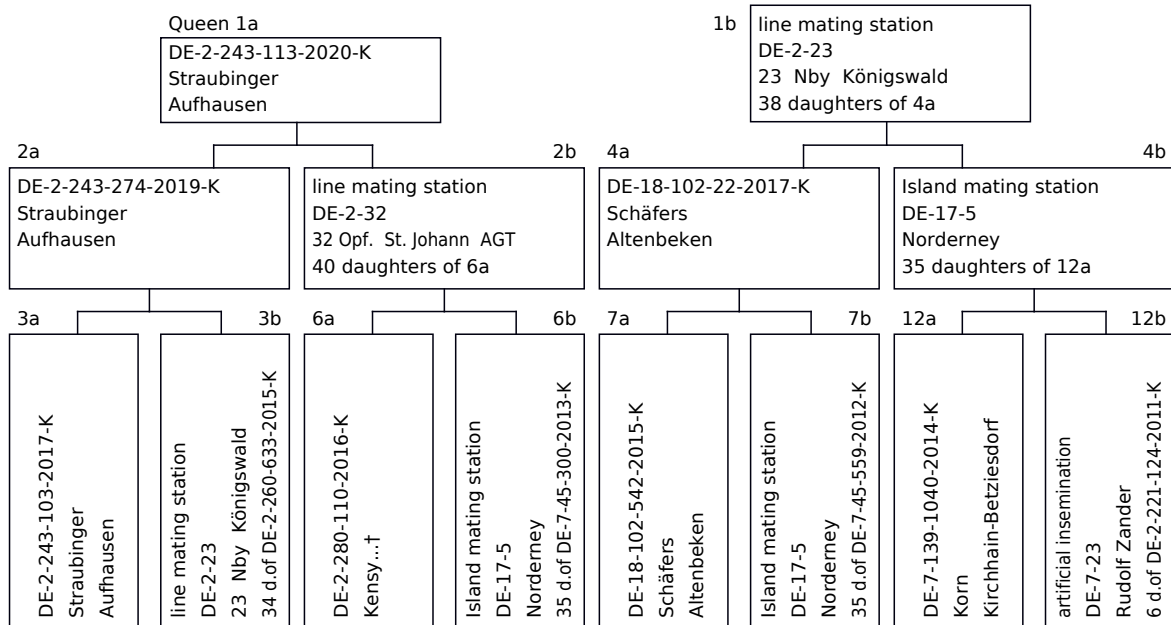 Queen 1a
DE-2-243-113-2020-K
Straubinger
Aufhausen
1b
line mating station
DE-2-23
23 Nby Königswald
38 daughters of 4a
2a
DE-2-243-274-2019-K
Straubinger
Aufhausen
2b
line mating station
DE-2-32
32 Opf. St. Johann AGT
40 daughters of 6a
4a
DE-18-102-22-2017-K
Schäfers
Altenbeken
4b
Island mating station
DE-17-5
Norderney
35 daughters of 12a
3a
DE-2-243-103-2017-K
Straubinger
Aufhausen
3b
line mating station
DE-2-23
23 Nby Königswald
34 d.of DE-2-260-633-2015-K
6a
DE-2-280-110-2016-K
Kensy...†
6b
Island mating station
DE-17-5
Norderney
35 d.of DE-7-45-300-2013-K
7a
DE-18-102-542-2015-K
Schäfers
Altenbeken
7b
Island mating station
DE-17-5
Norderney
35 d.of DE-7-45-559-2012-K
12a
DE-7-139-1040-2014-K
Korn
Kirchhain-Betziesdorf
12b
artificial insemination
DE-7-23
Rudolf Zander
6 d.of DE-2-221-124-2011-K